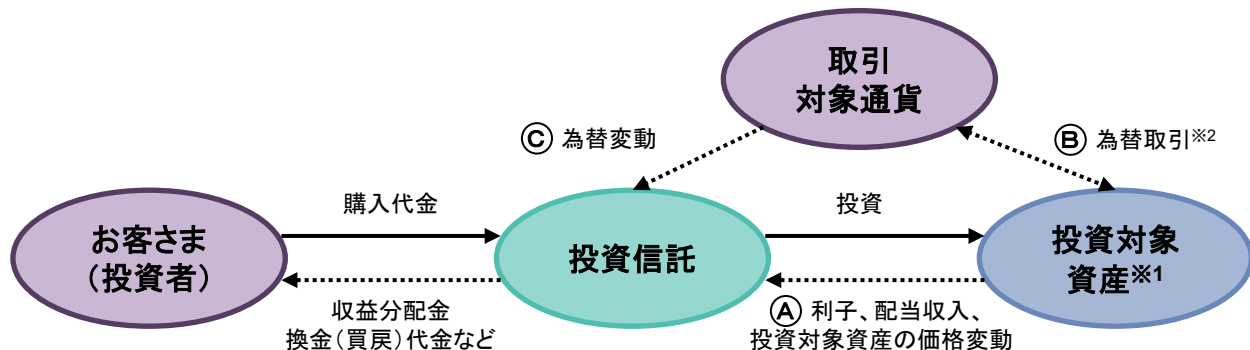 取引
対象通貨
Ⓒ 為替変動
Ⓑ 為替取引※2
購入代金
投資
お客さま
(投資者)
投資信託
投資対象
資産※1
収益分配金
換金(買戻)代金など
Ⓐ 利子、配当収入、
投資対象資産の価格変動